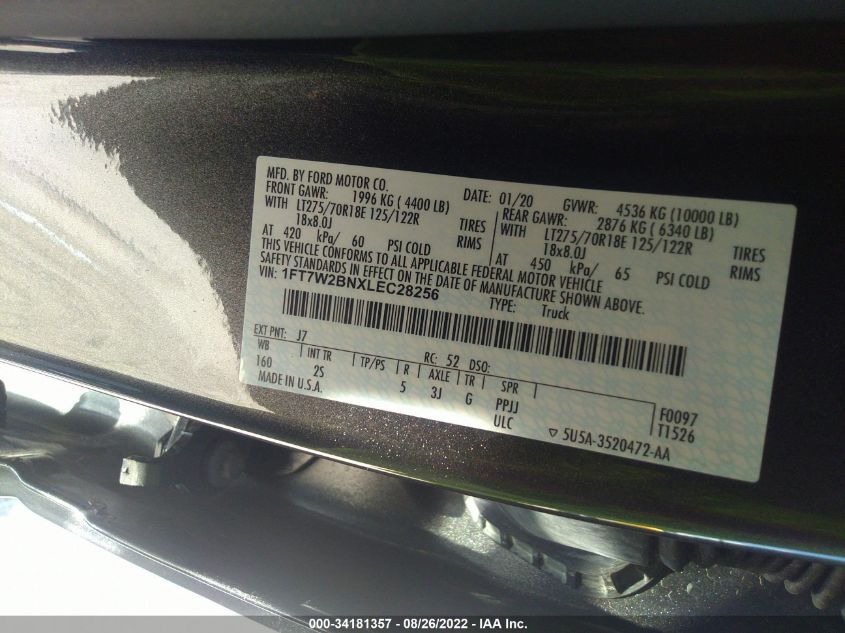 MFD. BY FORD MOTOR CO.
DATE: 01/20 GVWR: 4536 KG (10000 LB)
FRONT GAWR: 1996 KG ( 4400 LB) REAR GAWR: 2876 KG ( 6340 LB)
WITH LT275/70R18E 125/122R TIRES WITH LT275/70R18E 125/122R TIRES
18x8.0J RIMS 18x8.0J RIMS
AT 420 kPa/ 60 PSI COLD AT 450 kPa/ 65 PSI COLD
THIS VEHICLE CONFORMS TO ALL APPLICABLE FEDERAL MOTOR VEHICLE
SAFETY STANDARDS IN EFFECT ON THE DATE OF MANUFACTURE SHOWN ABOVE.
VIN: 1FT7W2BNXLEC28256 TYPE: Truck
EXT PNT: J7 RC: 52 DSO:
WB INT TR TP/PS R AXLE TR SPR
160 2S 5 3J G PPJJ F0097
MADE IN U.S.A. ULC T1526
5U5A-3520472-AA
000-34181357 - 08/26/2022 - IAA Inc.